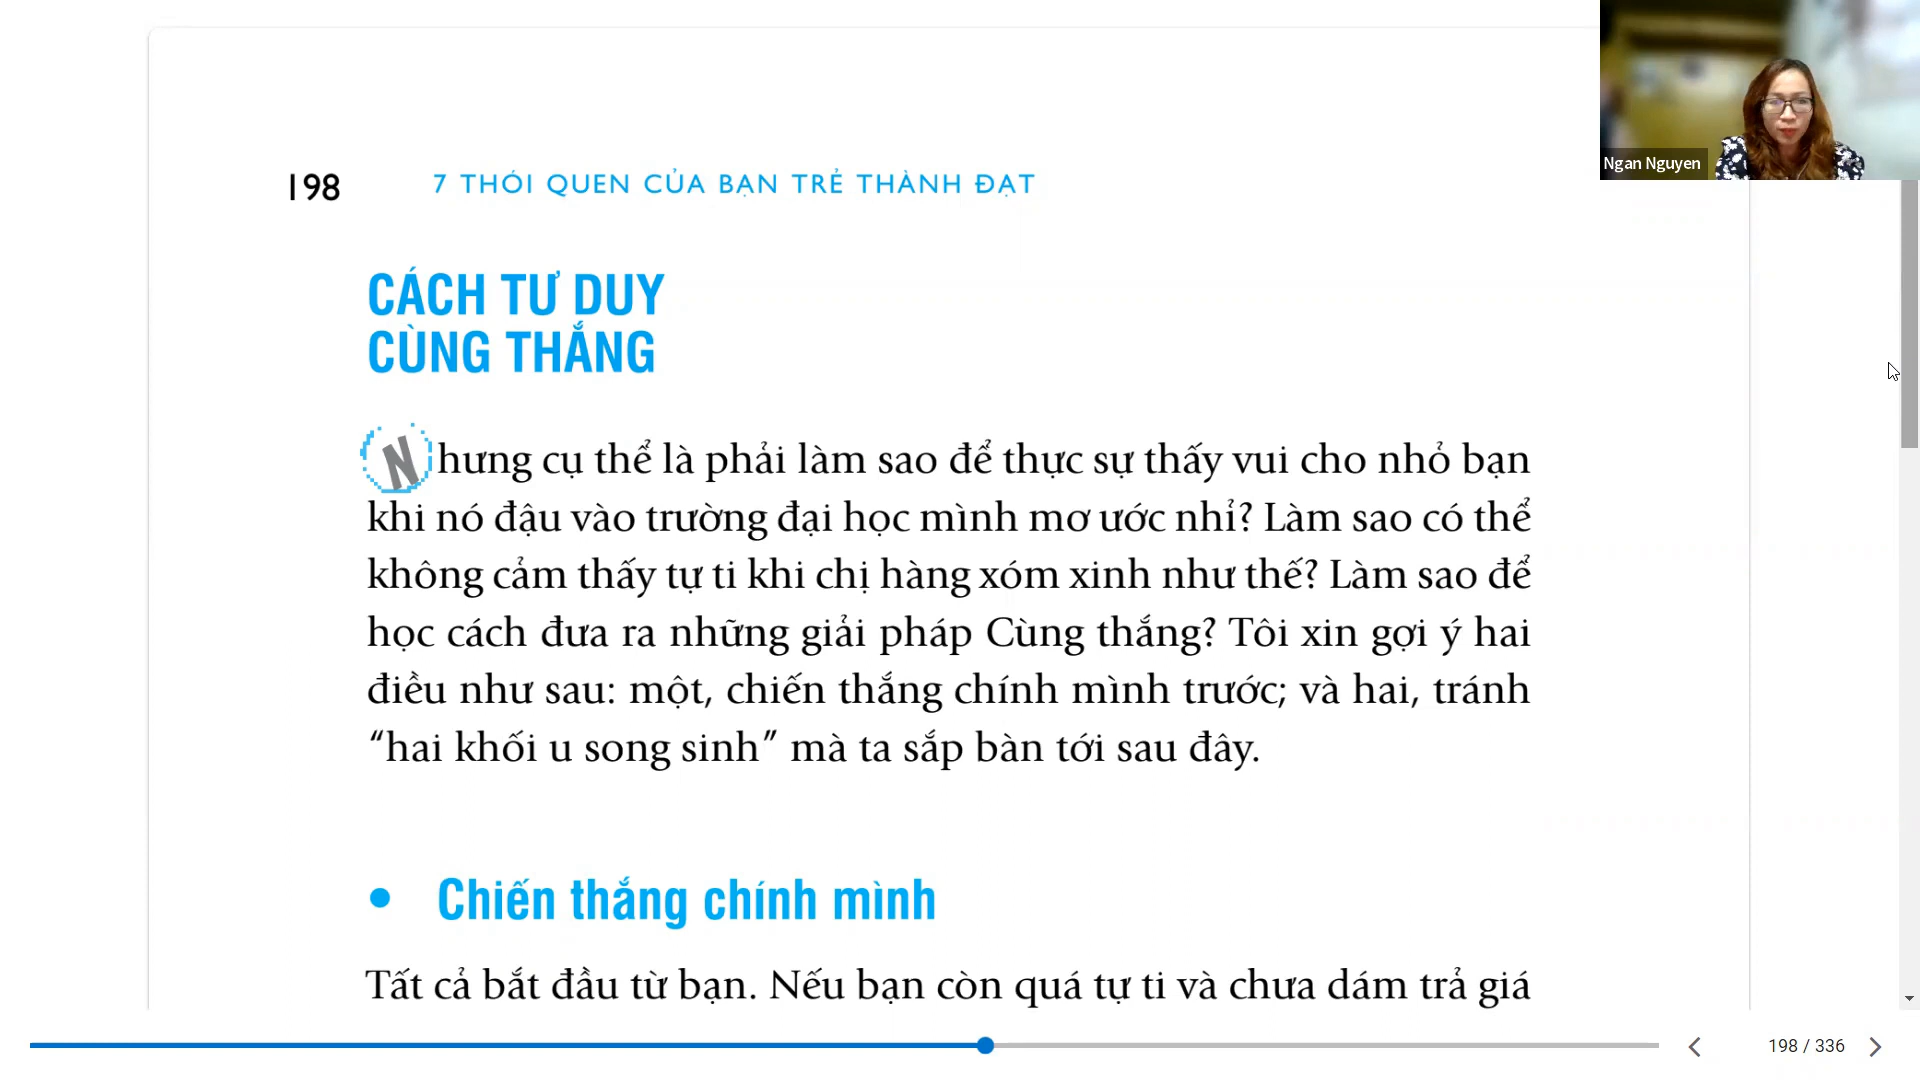 Ngan Nguyen
198 7 THÓI QUEN CỦA BẠN TRẺ THÀNH ĐẠT
CÁCH TƯ DUY
CÙNG THẮNG
Nhưng cụ thể là phải làm sao để thực sự thấy vui cho nhỏ bạn
khi nó đậu vào trường đại học mình mơ ước nhỉ? Làm sao có thể
không cảm thấy tự ti khi chị hàng xóm xinh như thế? Làm sao để
học cách đưa ra những giải pháp Cùng thắng? Tôi xin gợi ý hai
điều như sau: một, chiến thắng chính mình trước; và hai, tránh
“hai khối u song sinh” mà ta sắp bàn tới sau đây.
• Chiến thắng chính mình
Tất cả bắt đầu từ bạn. Nếu bạn còn quá tự ti và chưa dám trả giá
198 / 336